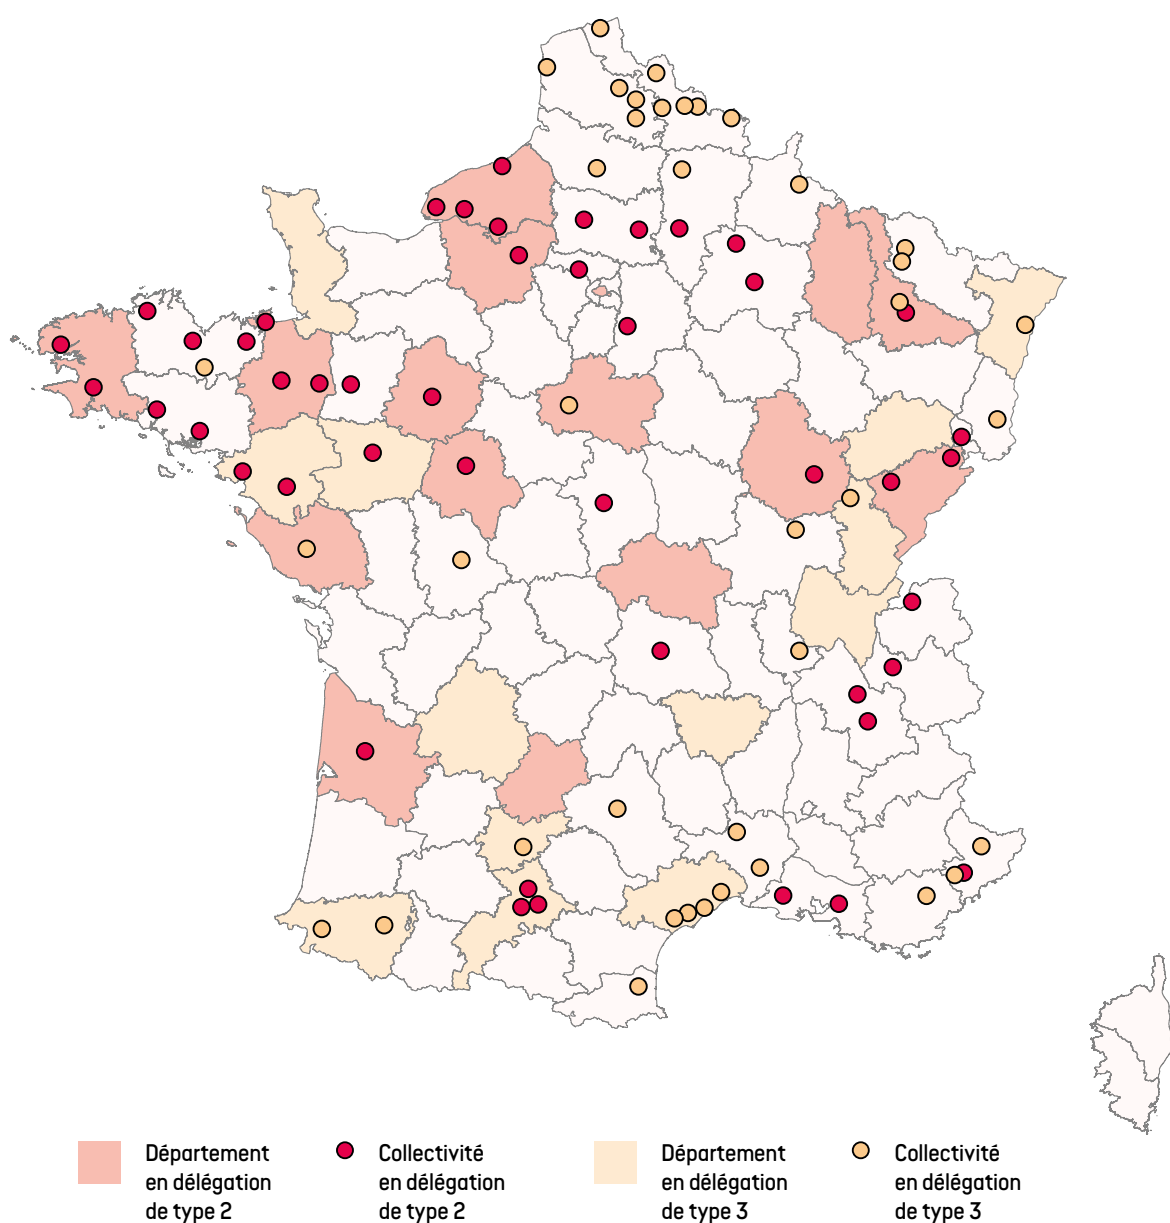 Département
en délégation
de type 2
Collectivité
en délégation
de type 2
Département
en délégation
de type 3
Collectivité
en délégation
de type 3